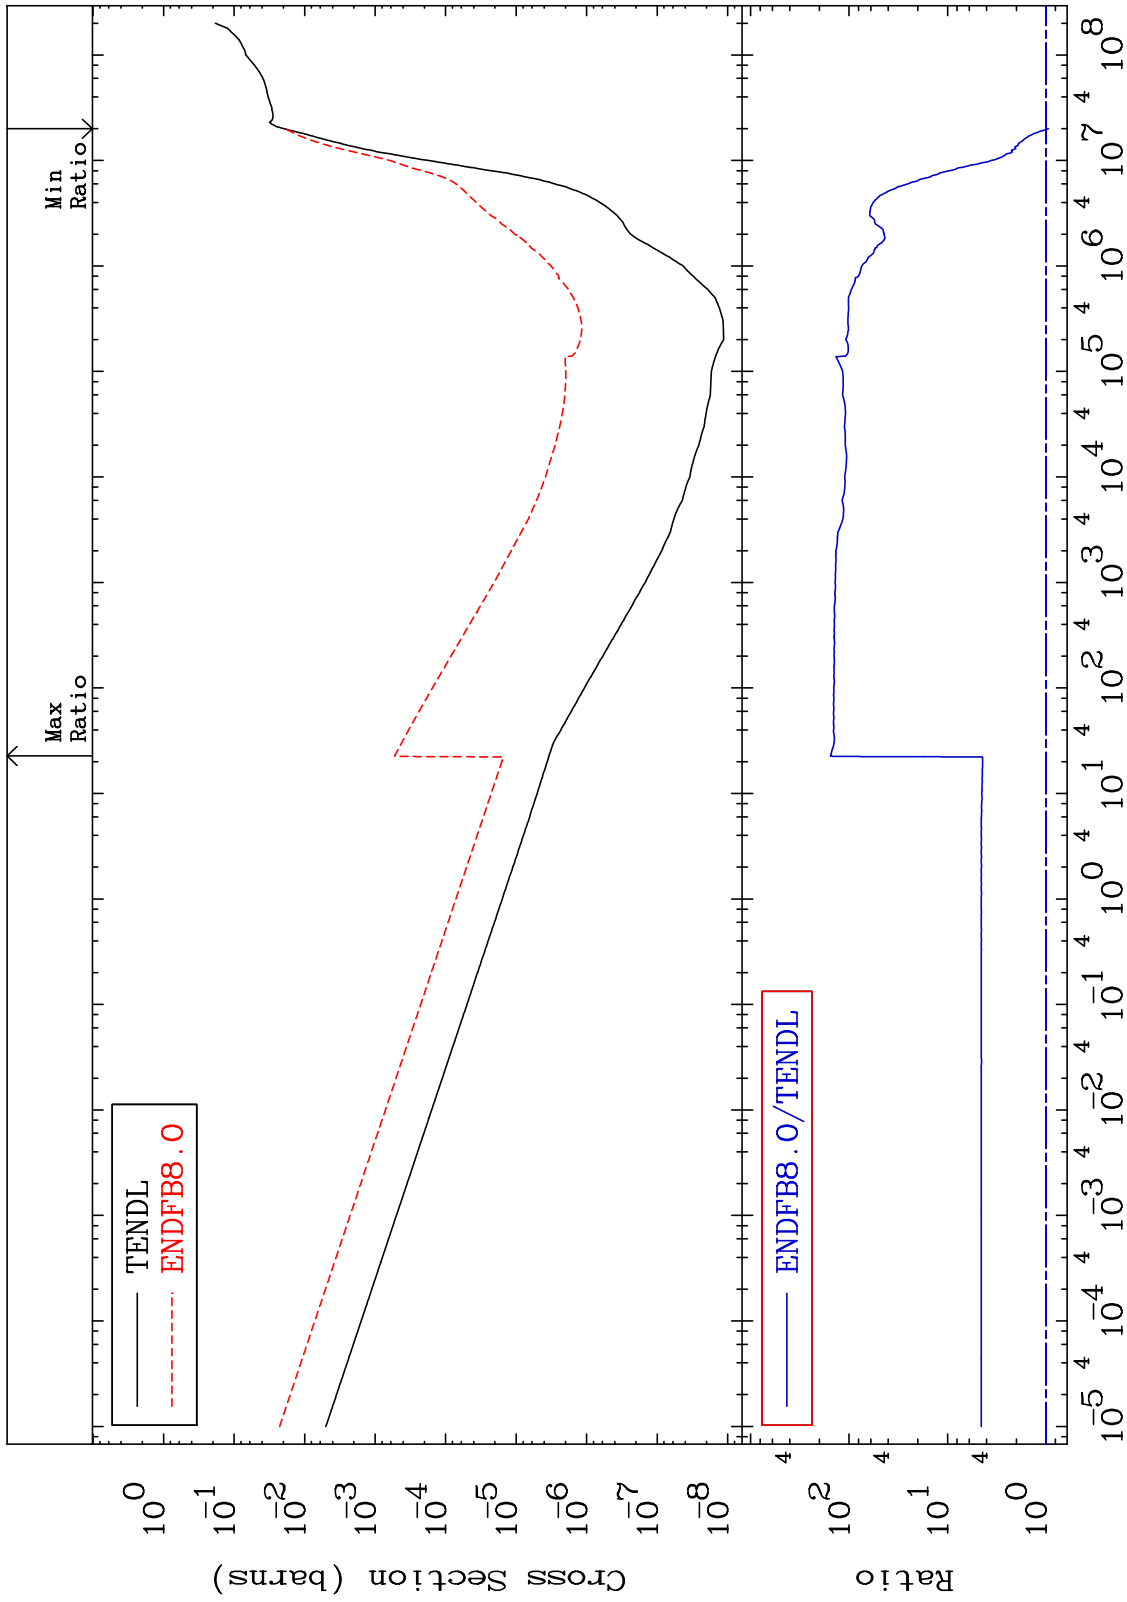 Max
Ratio
Min
Ratio
TENDL
ENDFB8.0
10^0
10^-1
10^-2
10^-3
10^-4
10^-5
10^-6
10^-7
10^-8
Cross Section (barns)
ENDFB8.0/TENDL
4
10^2
4
10^1
4
10^0
Ratio
10^-5 4 10^-4 4 10^-3 4 10^-2 4 10^-1 4 10^0 4 10^1 4 10^2 4 10^3 4 10^4 4 10^5 4 10^6 4 10^7 4 10^8